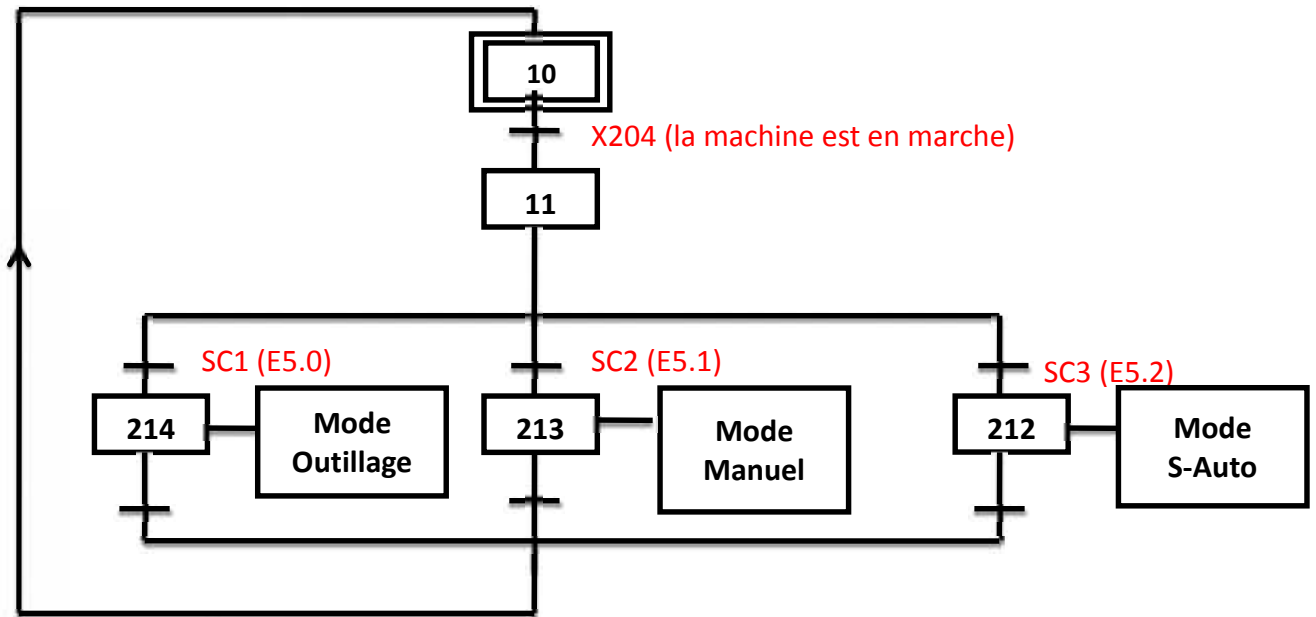 10
X204 (la machine est en marche)
11
SC1 (E5.0)
SC2 (E5.1)
SC3 (E5.2)
214
Mode
Outillage
213
Mode
Manuel
212
Mode
S-Auto